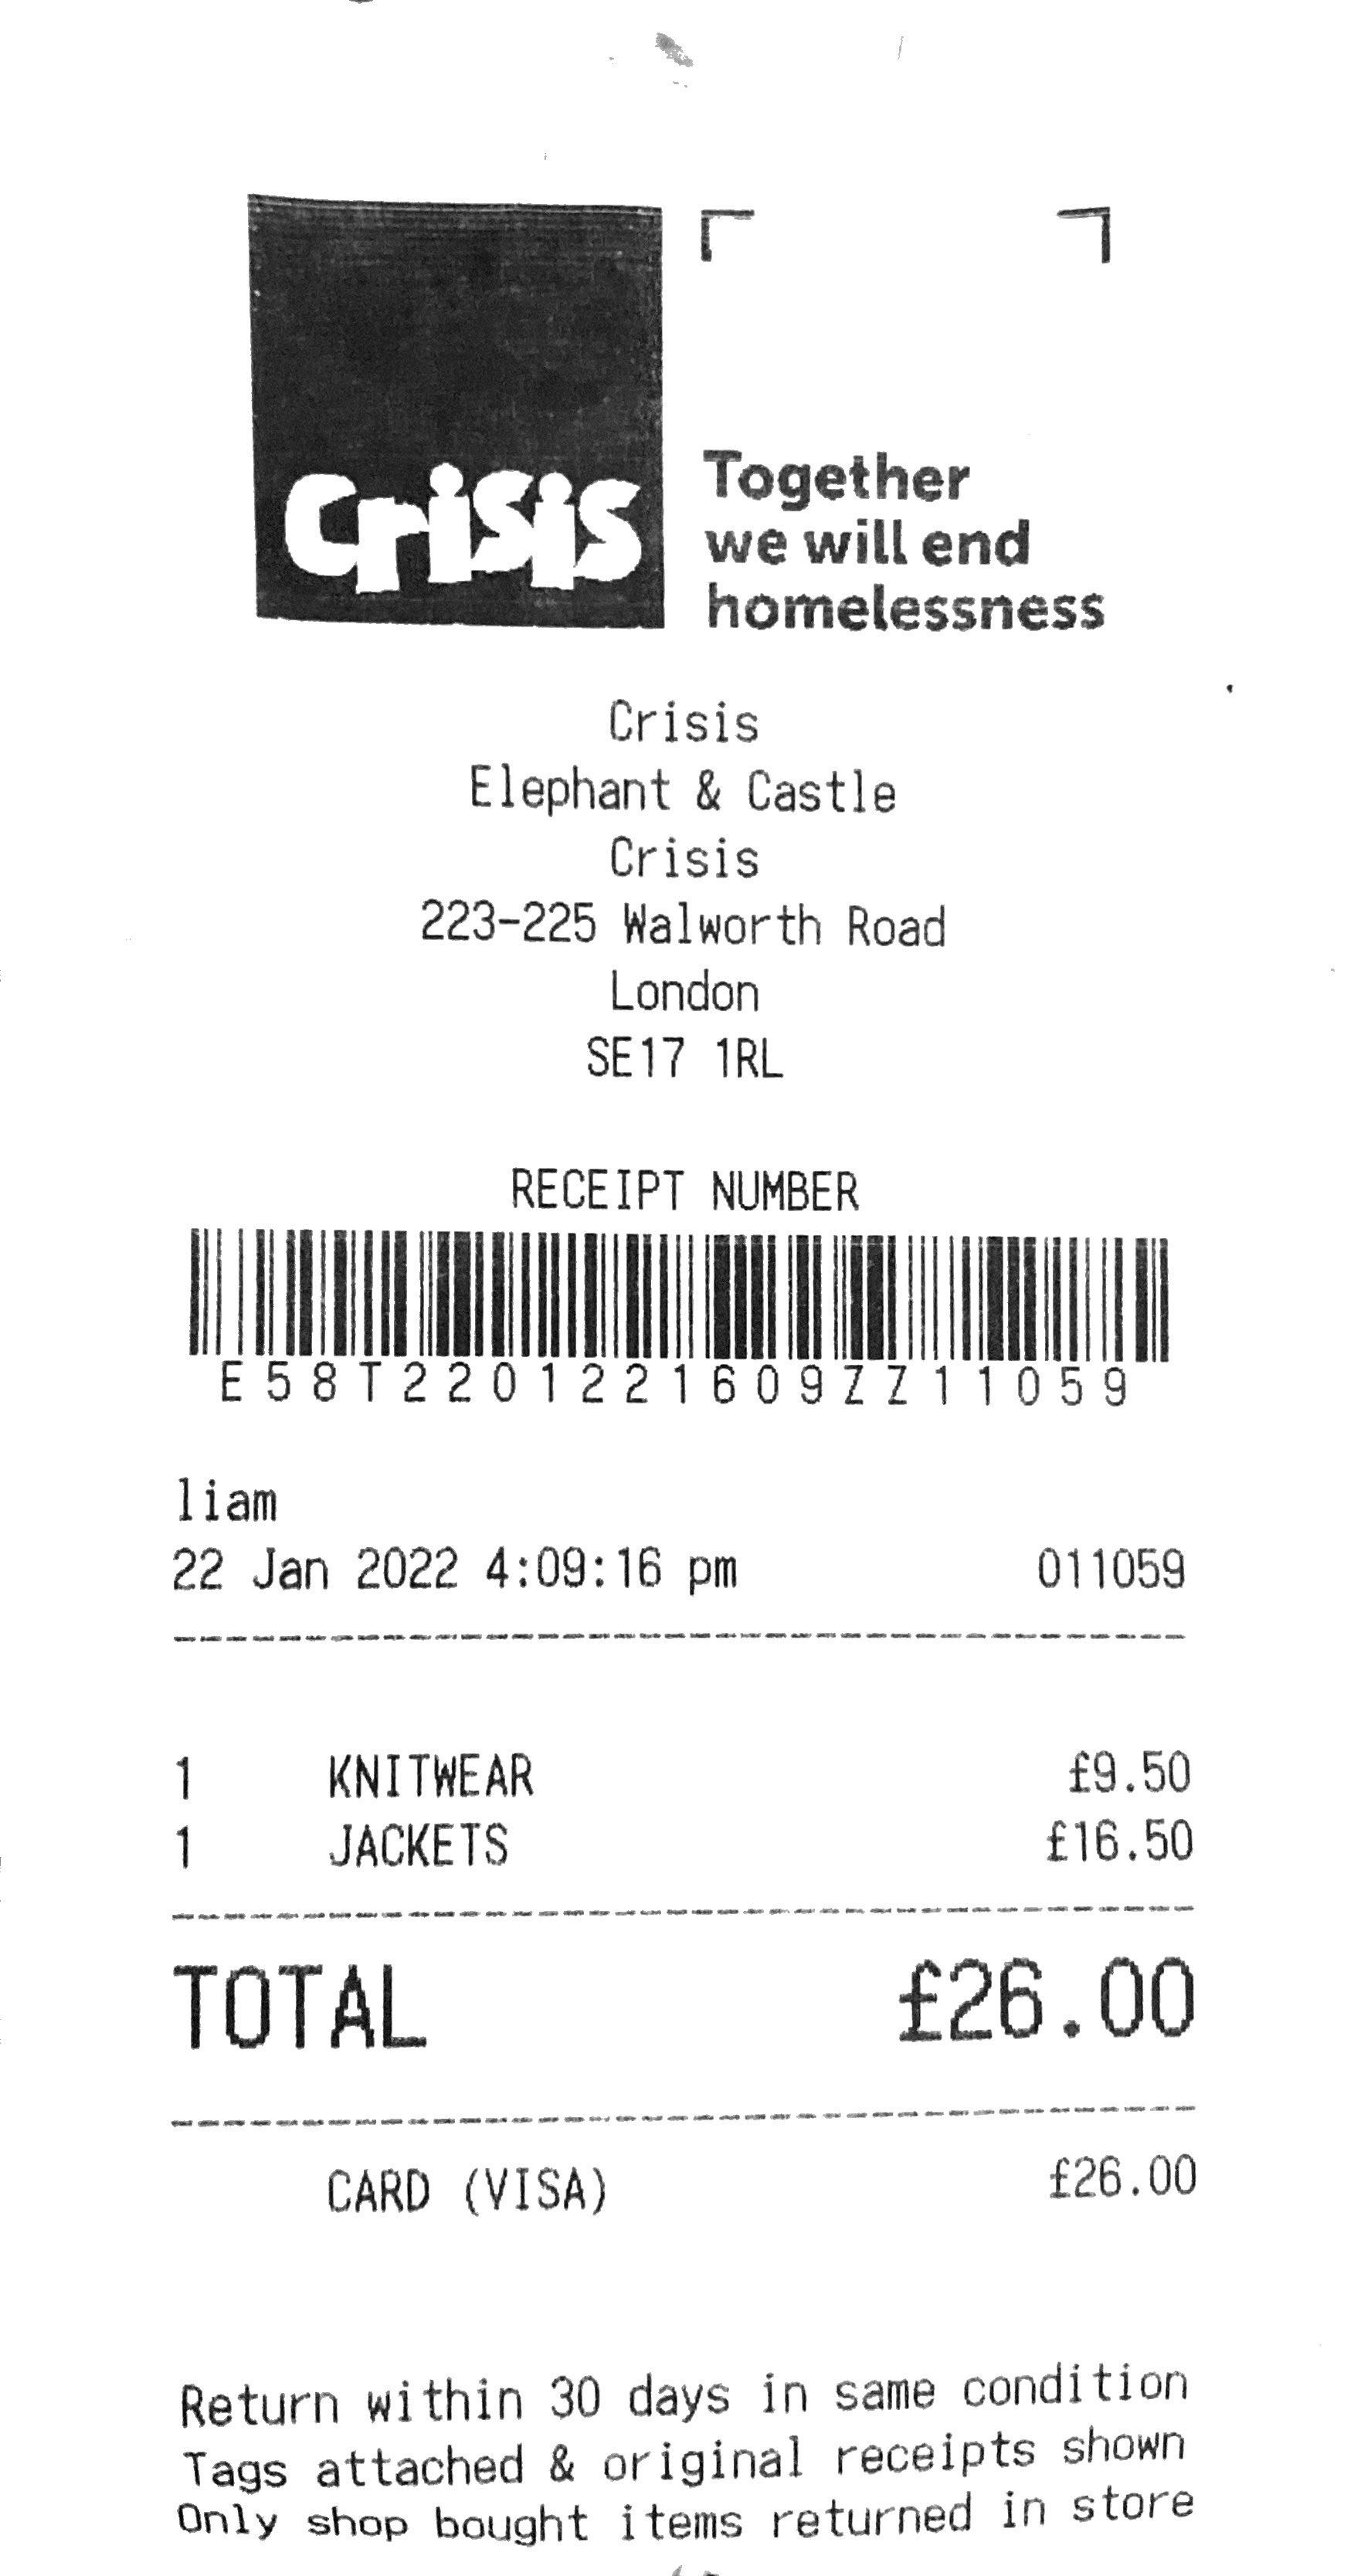 Crisis
Together
we will end
homelessness
Crisis
Elephant & Castle
Crisis
223-225 Walworth Road
London
SE17 1RL
RECEIPT NUMBER
E58T2201221609ZZ11059
liam
22 Jan 2022 4:09:16 pm 011059
1 KNITWEAR £9.50
1 JACKETS £16.50
TOTAL £26.00
CARD (VISA) £26.00
Return within 30 days in same condition
Tags attached & original receipts shown
Only shop bought items returned in store